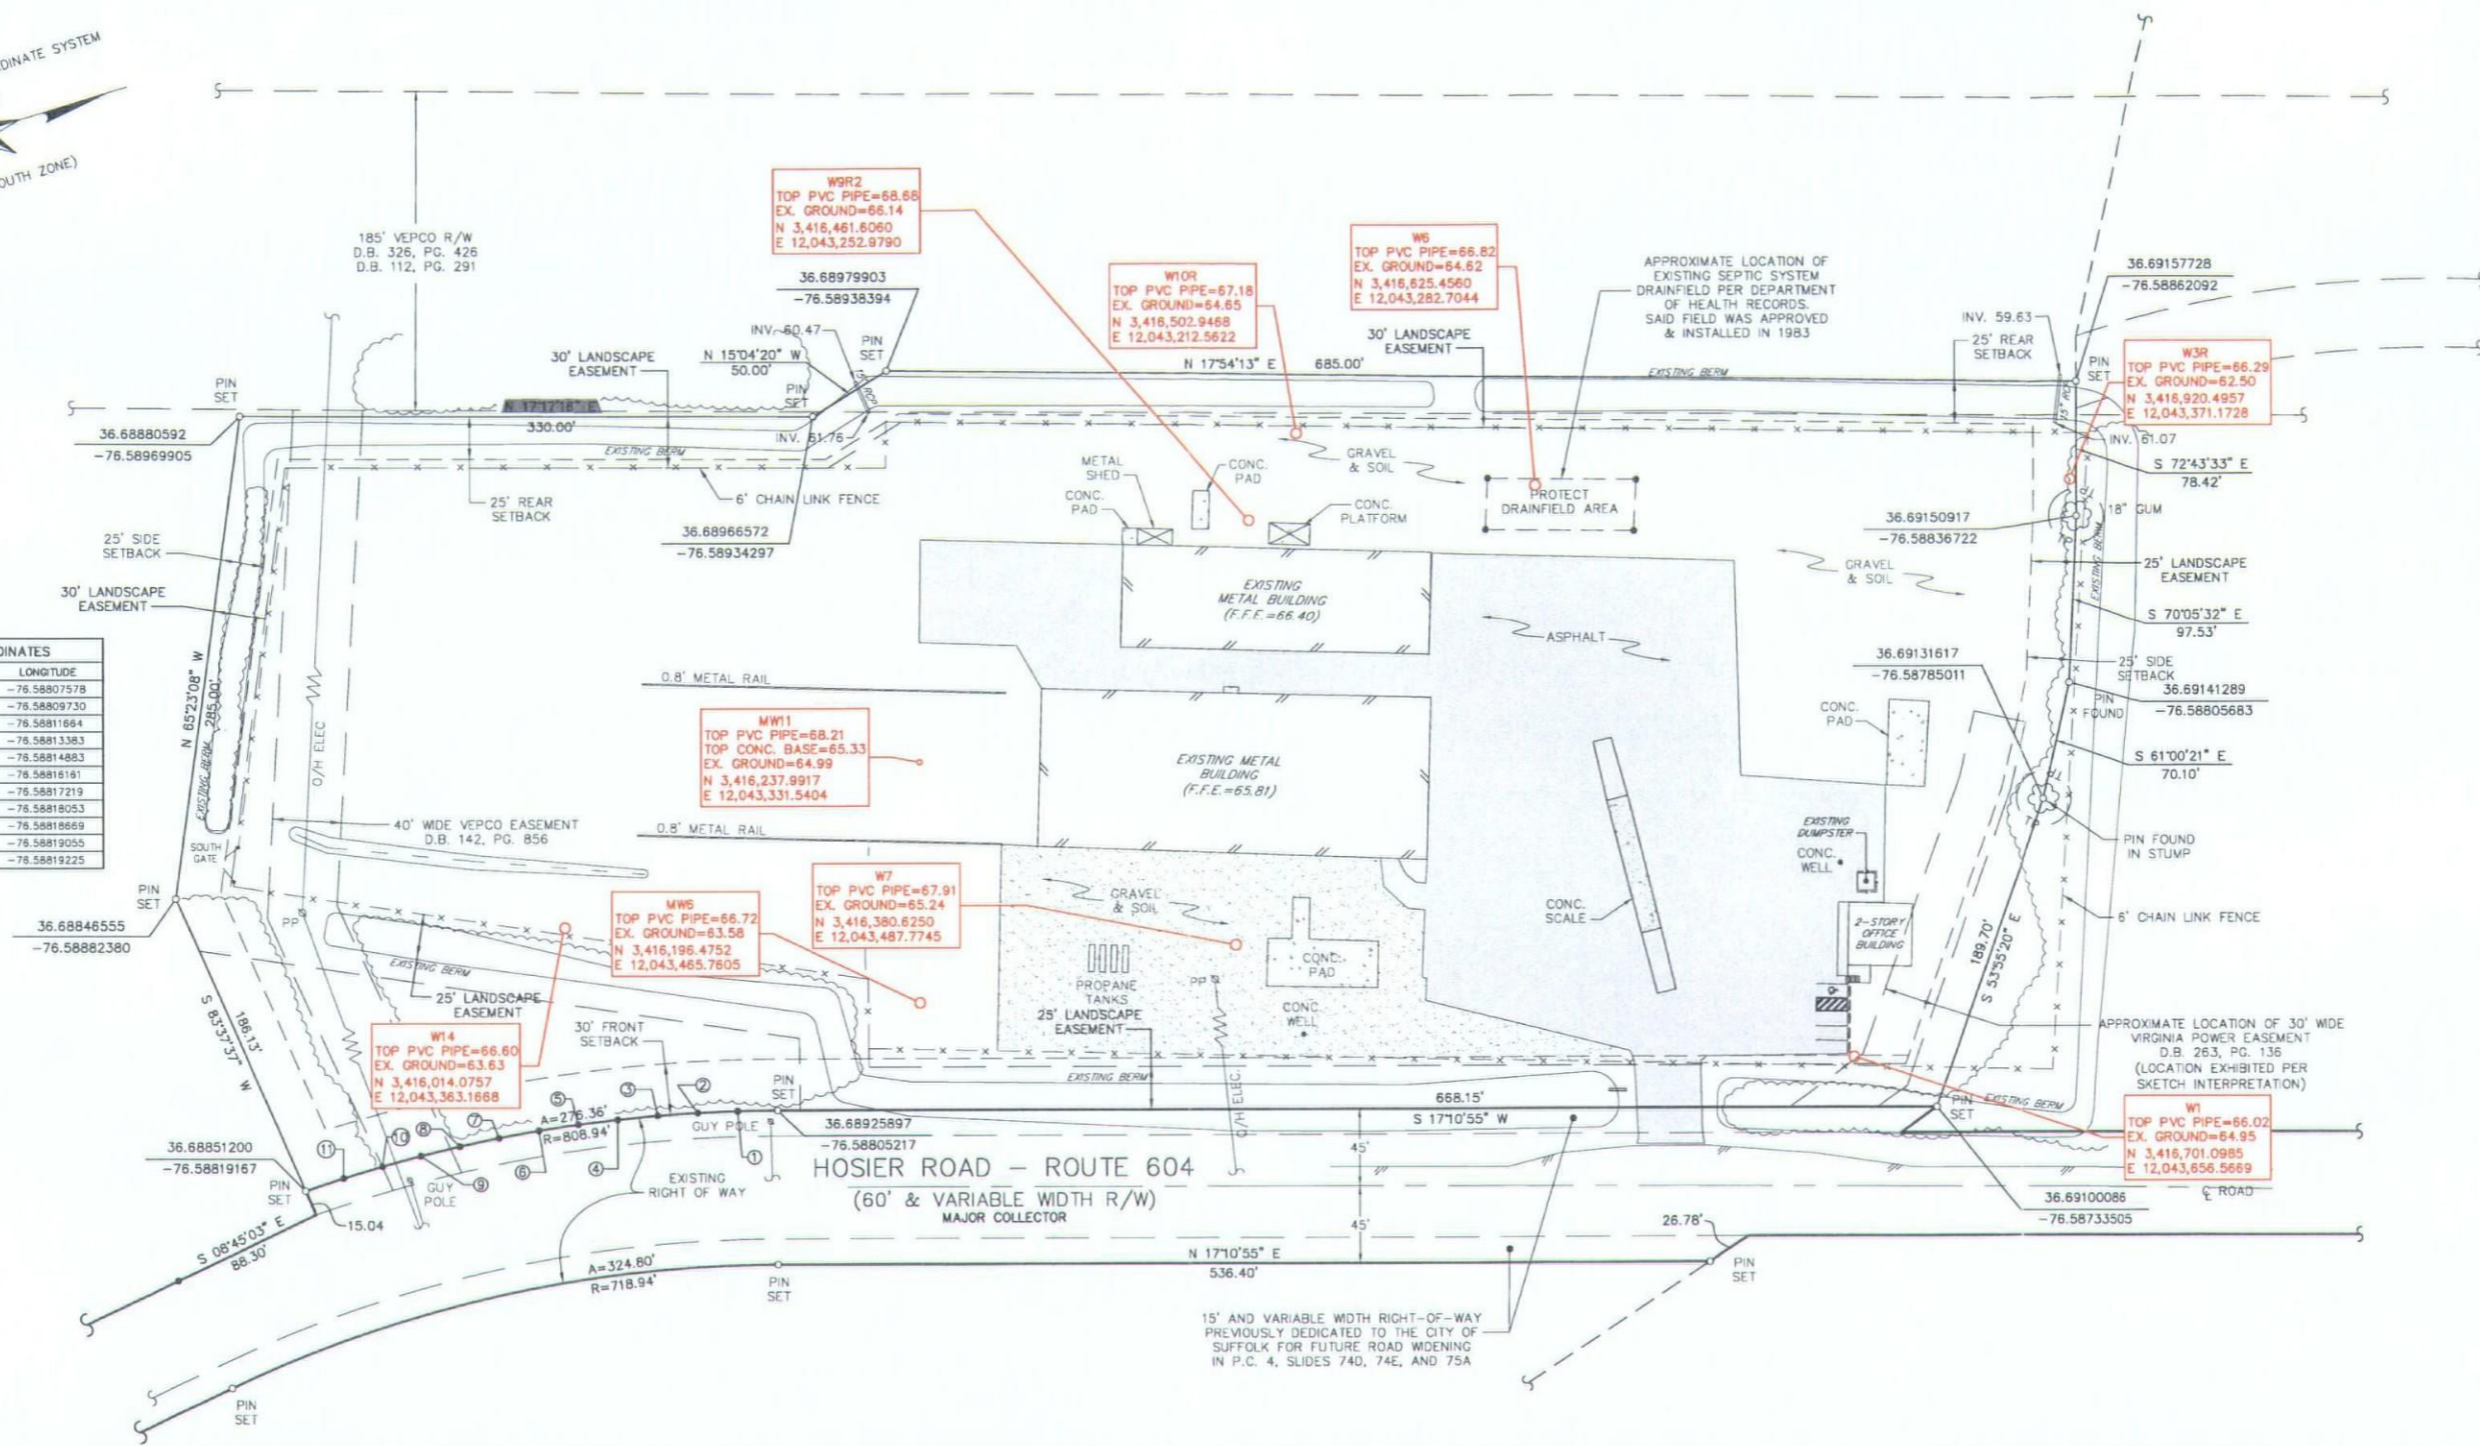 DINATE SYSTEM
OUTH ZONE)
185' VEPCO R/W
D.B. 326, PG. 426
D.B. 112, PG. 291
W9R2
TOP PVC PIPE=68.68
EX. GROUND=66.14
N 3,416,461.6060
E 12,043,252.9790
36.68979903
-76.58938394
W10R
TOP PVC PIPE=67.18
EX. GROUND=64.65
N 3,416,502.9468
E 12,043,212.5622
W6
TOP PVC PIPE=66.82
EX. GROUND=64.62
N 3,416,625.4560
E 12,043,282.7044
APPROXIMATE LOCATION OF
EXISTING SEPTIC SYSTEM
DRAINFIELD PER DEPARTMENT
OF HEALTH RECORDS.
SAID FIELD WAS APPROVED
& INSTALLED IN 1983
36.69157728
-76.58862092
INV. 59.63
25' REAR
SETBACK
PIN
SET
W3R
TOP PVC PIPE=66.29
EX. GROUND=62.50
N 3,416,920.4957
E 12,043,371.1728
INV. 60.47
PIN
SET
N 15°04'20" W
50.00'
30' LANDSCAPE
EASEMENT
30' LANDSCAPE
EASEMENT
N 17°54'13" E 685.00'
EXISTING BERM
15" RCP
15" RCP
PIN
SET
PIN
SET
N 17°17'16" E
330.00'
36.68880592
-76.58969905
INV. 61.76
INV. 61.07
EXISTING BERM
25' REAR
SETBACK
6' CHAIN LINK FENCE
36.68966572
-76.58934297
METAL
SHED
CONC.
PAD
CONC.
PAD
CONC.
PLATFORM
GRAVEL
& SOIL
PROTECT
DRAINFIELD AREA
S 72°43'33" E
78.42'
18" GUM
36.69150917
-76.58836722
25' SIDE
SETBACK
30' LANDSCAPE
EASEMENT
GRAVEL
& SOIL
25' LANDSCAPE
EASEMENT
EXISTING BERM
EXISTING
METAL BUILDING
(F.F.E.=66.40)
ASPHALT
S 70°05'32" E
97.53'
DINATES
LONGITUDE
-76.58807578
-76.58809730
-76.58811664
-76.58813383
-76.58814883
-76.58816161
-76.58817219
-76.58818053
-76.58818669
-76.58819055
-76.58819225
N 65°23'08" W
285.00'
EXISTING BERM
O/H ELEC
0.8' METAL RAIL
36.69131617
-76.58785011
25' SIDE
SETBACK
36.69141289
-76.58805683
PIN
FOUND
CONC.
PAD
MW11
TOP PVC PIPE=68.21
TOP CONC. BASE=65.33
EX. GROUND=64.99
N 3,416,237.9917
E 12,043,331.5404
EXISTING METAL
BUILDING
(F.F.E.=65.81)
S 61°00'21" E
70.10'
0.8' METAL RAIL
40' WIDE VEPCO EASEMENT
D.B. 142, PG. 856
SOUTH
GATE
EXISTING
DUMPSTER
CONC.
WELL
PIN FOUND
IN STUMP
PIN
SET
36.68846555
-76.58882380
PP
MW6
TOP PVC PIPE=66.72
EX. GROUND=63.58
N 3,416,196.4752
E 12,043,465.7605
W7
TOP PVC PIPE=67.91
EX. GROUND=65.24
N 3,416,380.6250
E 12,043,487.7745
GRAVEL
& SOIL
CONC.
SCALE
2-STORY
OFFICE
BUILDING
189.70'
S 53°55'20" E
6' CHAIN LINK FENCE
EXISTING BERM
25' LANDSCAPE
EASEMENT
PROPANE
TANKS
PP
CONC.
PAD
CONC.
WELL
25' LANDSCAPE
EASEMENT
30' FRONT
SETBACK
APPROXIMATE LOCATION OF 30' WIDE
VIRGINIA POWER EASEMENT
D.B. 263, PG. 136
(LOCATION EXHIBITED PER
SKETCH INTERPRETATION)
186.13'
S 83°37'37" W
W14
TOP PVC PIPE=66.60
EX. GROUND=63.63
N 3,416,014.0757
E 12,043,363.1668
PIN
SET
EXISTING BERM
O/H ELEC.
668.15'
S 17°10'55" W
PIN
SET
EXISTING BERM
W1
TOP PVC PIPE=66.02
EX. GROUND=64.95
N 3,416,701.0985
E 12,043,656.5669
A=276.36'
R=808.94'
GUY POLE
36.68925897
-76.58805217
1
2
3
4
5
6
7
8
9
10
11
36.68851200
-76.58819167
PIN
SET
GUY
POLE
EXISTING
RIGHT OF WAY
HOSIER ROAD - ROUTE 604
(60' & VARIABLE WIDTH R/W)
MAJOR COLLECTOR
45'
45'
℄ ROAD
36.69100086
-76.58733505
15.04
S 08°45'03" E
88.30'
A=324.80'
R=718.94'
PIN
SET
N 17°10'55" E
536.40'
26.78'
PIN
SET
15' AND VARIABLE WIDTH RIGHT-OF-WAY
PREVIOUSLY DEDICATED TO THE CITY OF
SUFFOLK FOR FUTURE ROAD WIDENING
IN P.C. 4, SLIDES 74D, 74E, AND 75A
PIN
SET